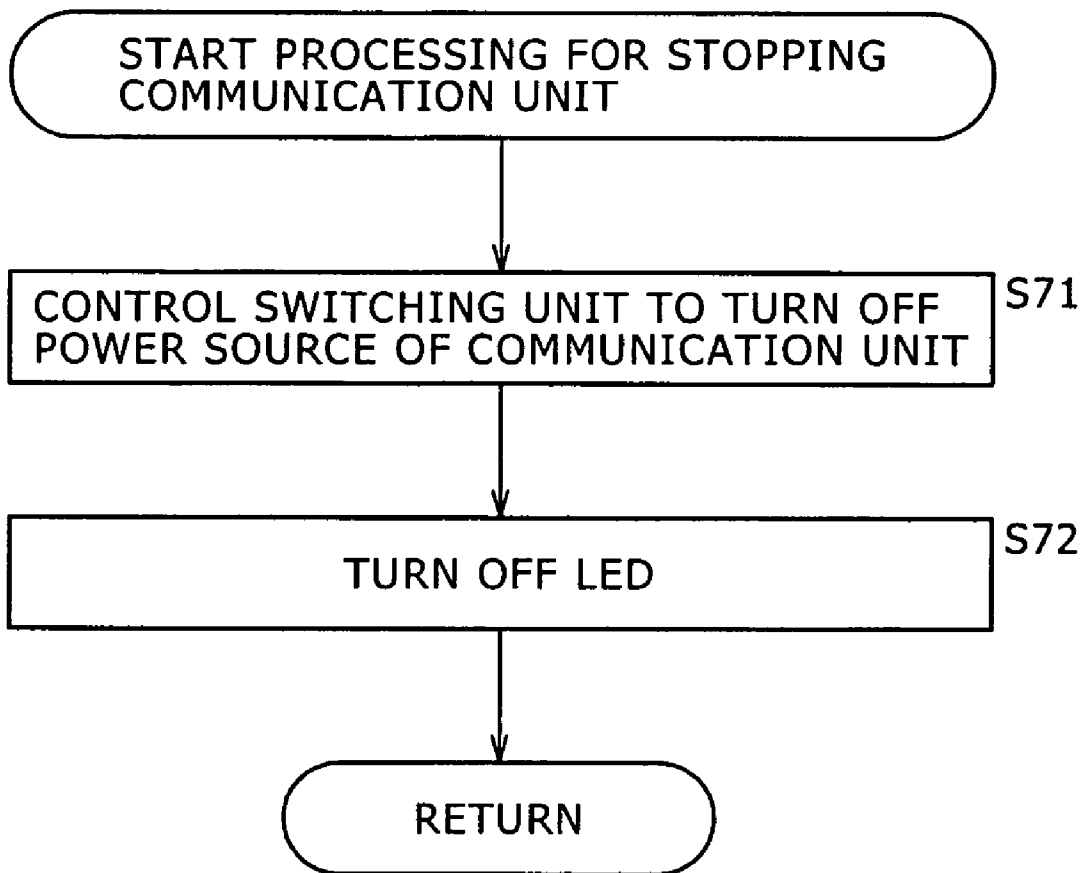 START PROCESSING FOR STOPPING
COMMUNICATION UNIT
CONTROL SWITCHING UNIT TO TURN OFF
POWER SOURCE OF COMMUNICATION UNIT
S71
TURN OFF LED
S72
RETURN